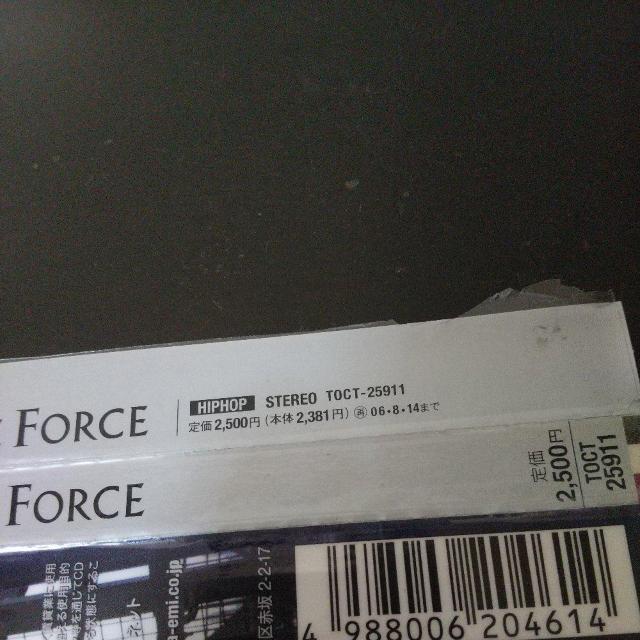 FORCE
HIPHOP STEREO TOCT-25911
定価2,500円(本体2,381円)再06・8・14まで
FORCE
定価
2,500円
TOCT
25911
-emi.co.jp
区赤坂2-2-17
4 988006 204614